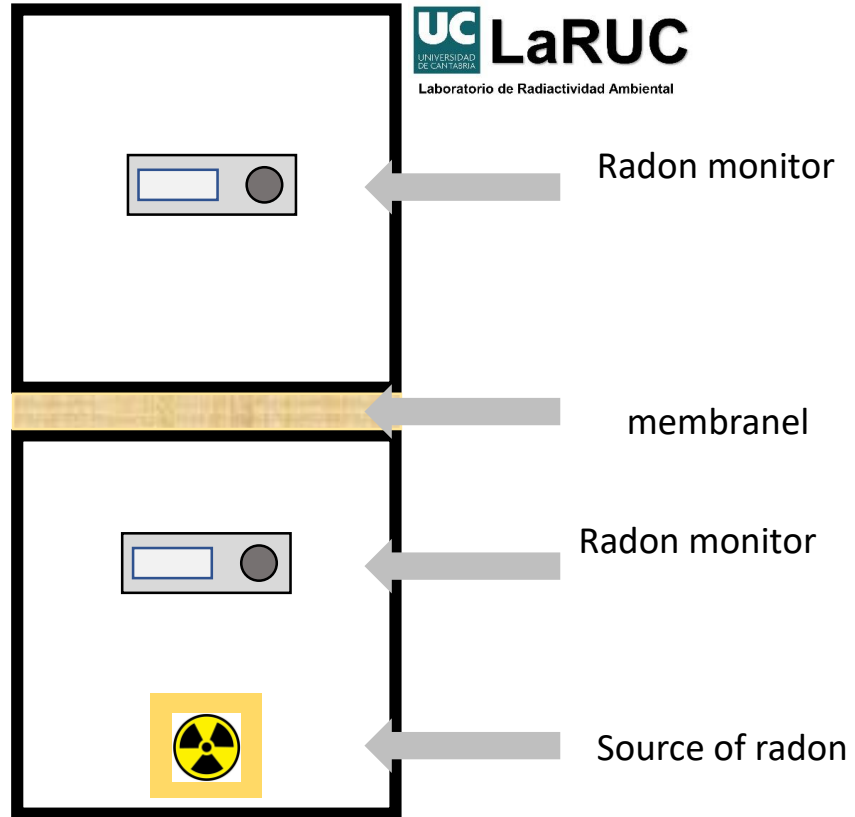 UC
UNIVERSIDAD
DE CANTABRIA
LaRUC
Laboratorio de Radiactividad Ambiental
Radon monitor
membranel
Radon monitor
Source of radon